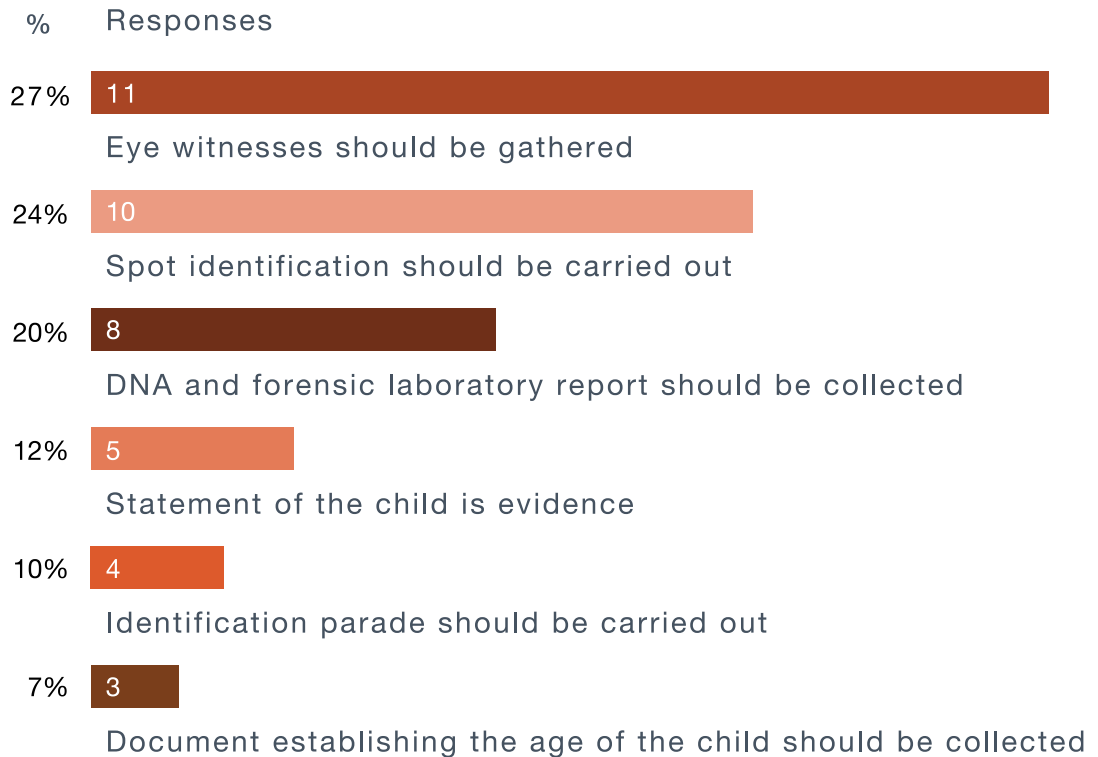 % Responses
27% 11
Eye witnesses should be gathered
24% 10
Spot identification should be carried out
20% 8
DNA and forensic laboratory report should be collected
12% 5
Statement of the child is evidence
10% 4
Identification parade should be carried out
7% 3
Document establishing the age of the child should be collected